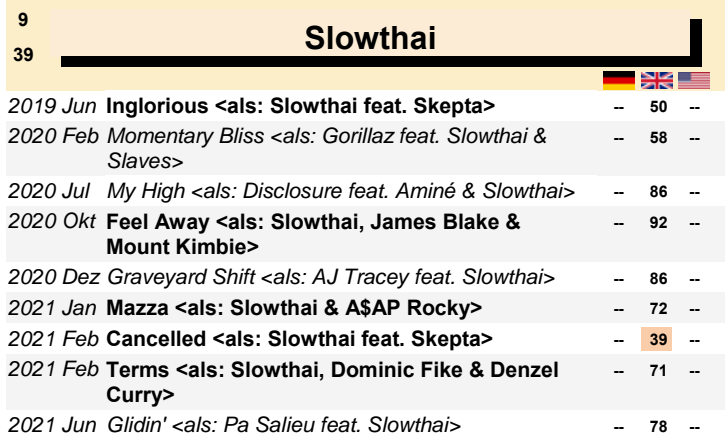 9
Slowthai
39
2019 Jun Inglorious <als: Slowthai feat. Skepta> -- 50 --
2020 Feb Momentary Bliss <als: Gorillaz feat. Slowthai & -- 58 --
Slaves>
2020 Jul My High <als: Disclosure feat. Aminé & Slowthai> -- 86 --
2020 Okt Feel Away <als: Slowthai, James Blake & -- 92 --
Mount Kimbie>
2020 Dez Graveyard Shift <als: AJ Tracey feat. Slowthai> -- 86 --
2021 Jan Mazza <als: Slowthai & A$AP Rocky> -- 72 --
2021 Feb Cancelled <als: Slowthai feat. Skepta> -- 39 --
2021 Feb Terms <als: Slowthai, Dominic Fike & Denzel -- 71 --
Curry>
2021 Jun Glidin' <als: Pa Salieu feat. Slowthai> -- 78 --